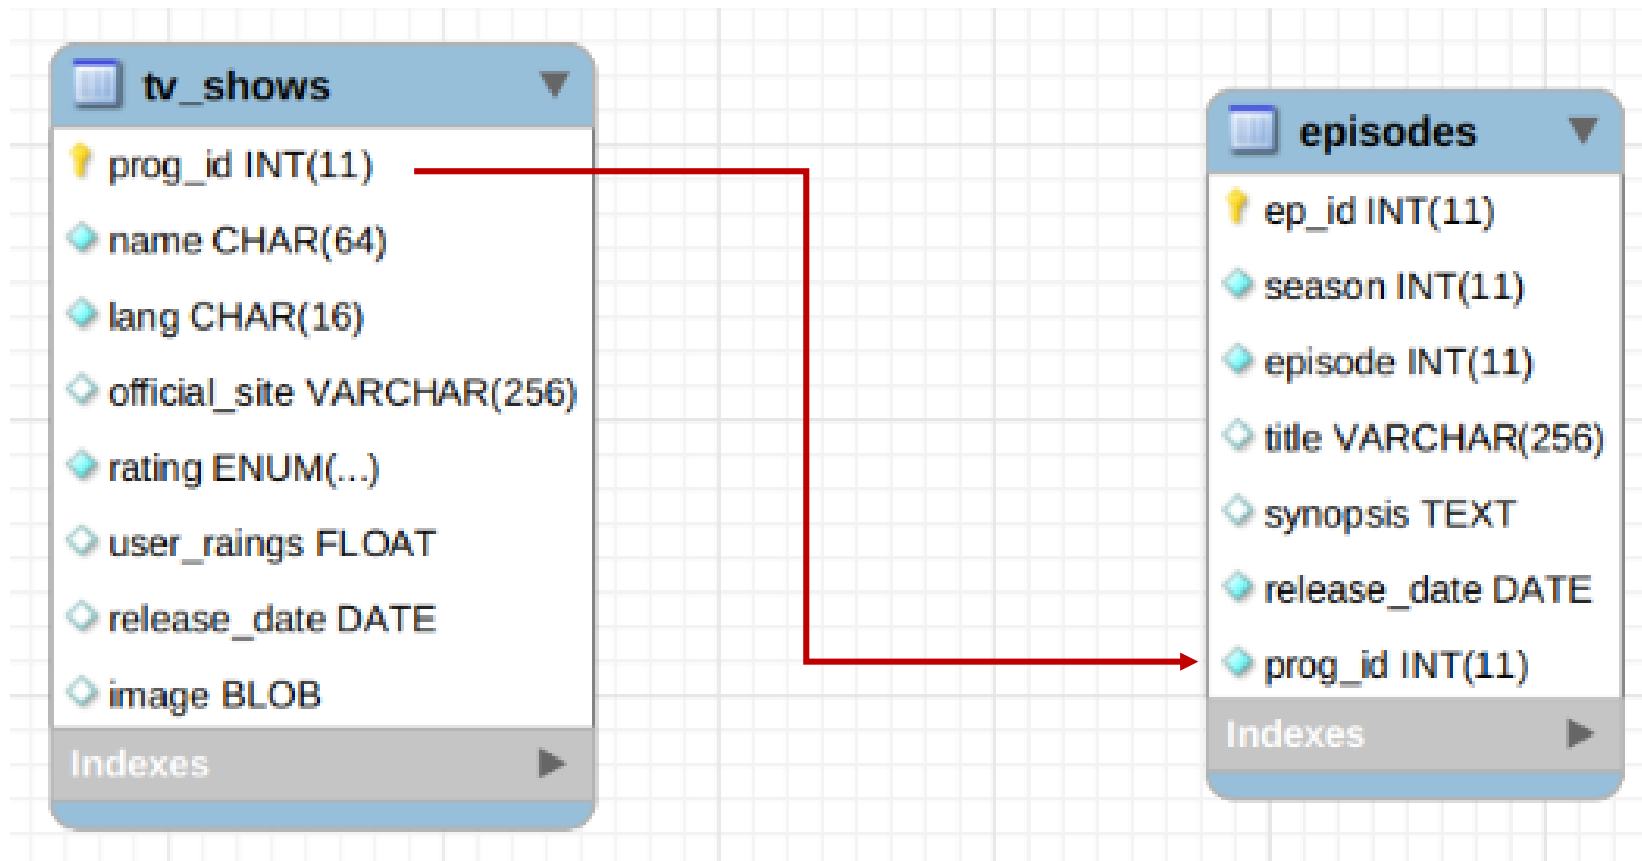 tv_shows
prog_id INT(11)
name CHAR(64)
lang CHAR(16)
official_site VARCHAR(256)
rating ENUM(...)
user_raings FLOAT
release_date DATE
image BLOB
Indexes
episodes
ep_id INT(11)
season INT(11)
episode INT(11)
title VARCHAR(256)
synopsis TEXT
release_date DATE
prog_id INT(11)
Indexes